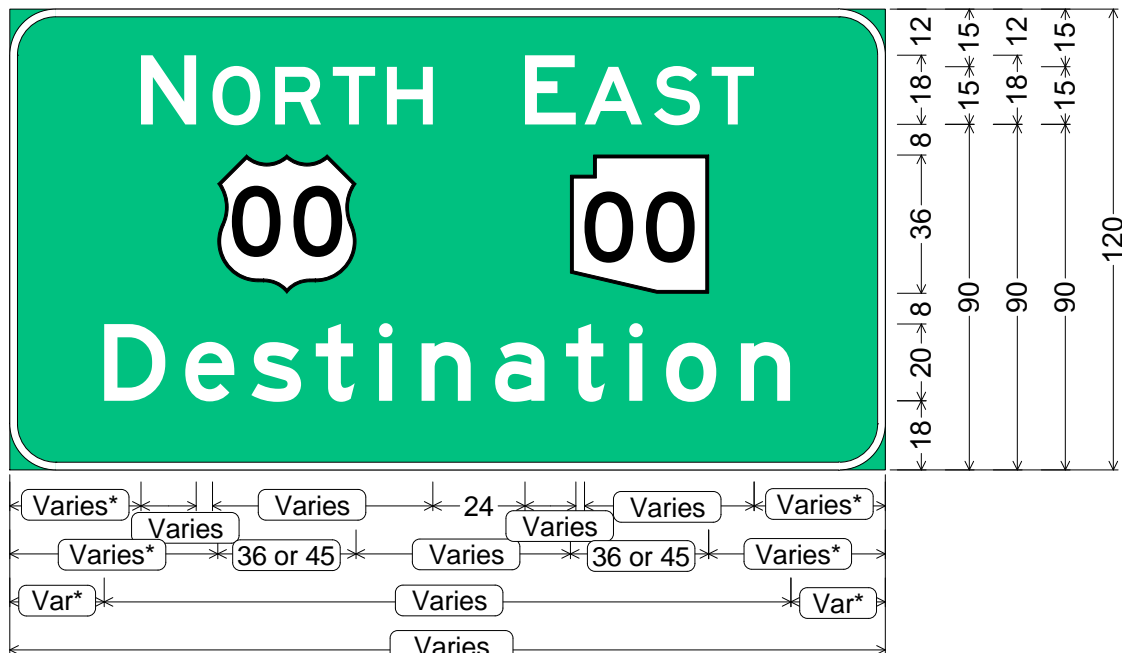 NORTH EAST
00 00
Destination
12 15 12 15
18 15 18 15
8
36
8
20
18
90 90 90
120
Varies* Varies 24 Varies Varies*
Varies Varies
Varies* 36 or 45 Varies 36 or 45 Varies*
Var* Varies Var*
Varies